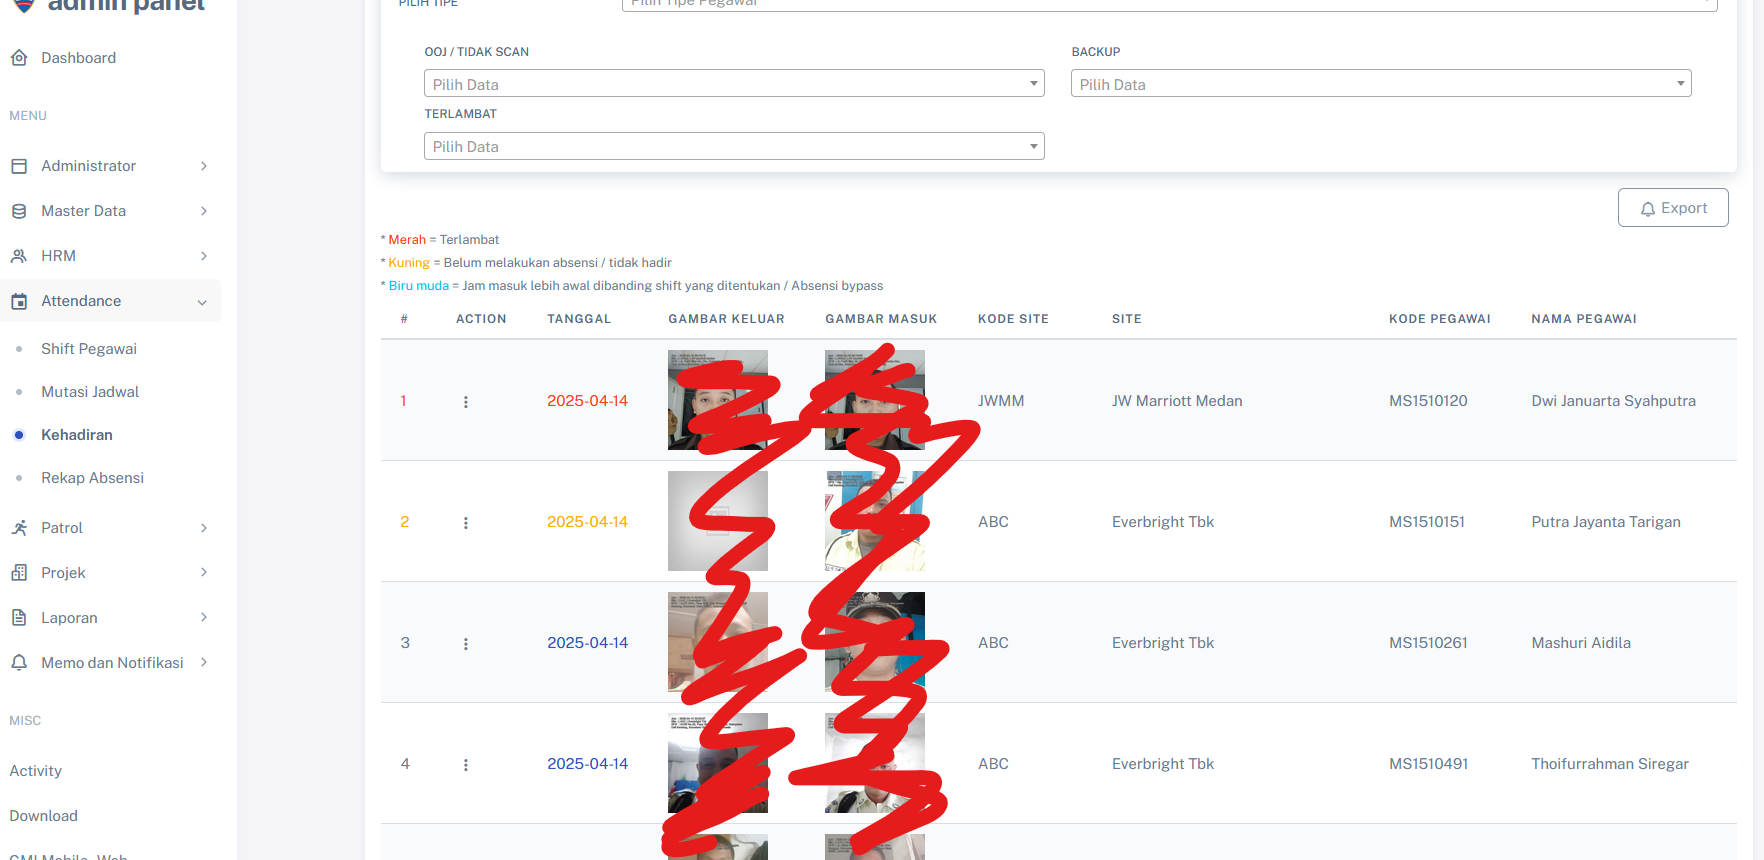 admin panel
Dashboard
MENU
Administrator
Master Data
HRM
Attendance
Shift Pegawai
Mutasi Jadwal
Kehadiran
Rekap Absensi
Patrol
Projek
Laporan
Memo dan Notifikasi
MISC
Activity
Download
GMI Mobile, Web
PILIH TIPE
Pilih Tipe Pegawai
OOJ / TIDAK SCAN
BACKUP
Pilih Data
Pilih Data
TERLAMBAT
Pilih Data
Export
* Merah = Terlambat
* Kuning = Belum melakukan absensi / tidak hadir
* Biru muda = Jam masuk lebih awal dibanding shift yang ditentukan / Absensi bypass
# ACTION TANGGAL GAMBAR KELUAR GAMBAR MASUK KODE SITE SITE KODE PEGAWAI NAMA PEGAWAI
1 2025-04-14 JWMM JW Marriott Medan MS1510120 Dwi Januarta Syahputra
2 2025-04-14 ABC Everbright Tbk MS1510151 Putra Jayanta Tarigan
3 2025-04-14 ABC Everbright Tbk MS1510261 Mashuri Aidila
4 2025-04-14 ABC Everbright Tbk MS1510491 Thoifurrahman Siregar